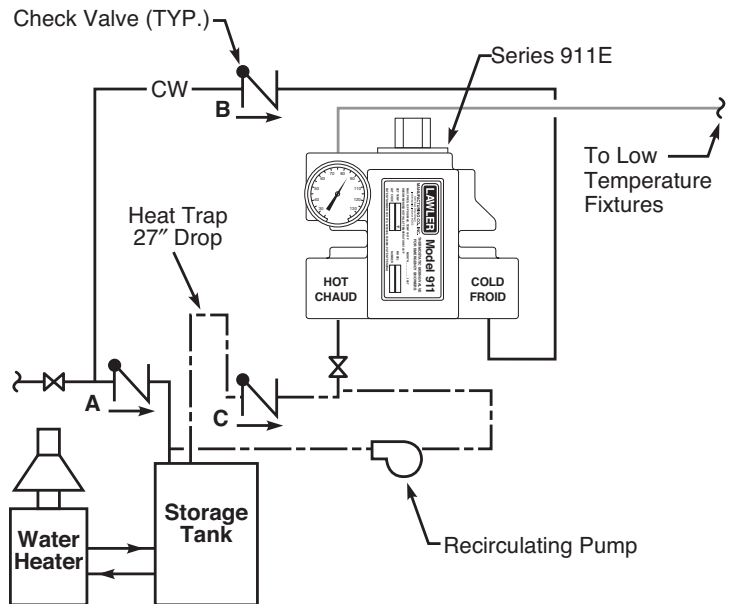 Check Valve (TYP.)
CW
B
Series 911E
To Low
Temperature
Fixtures
Heat Trap
27″ Drop
LAWLER
Model 911
HOT
CHAUD
COLD
FROID
A
C
Water
Heater
Storage
Tank
Recirculating Pump